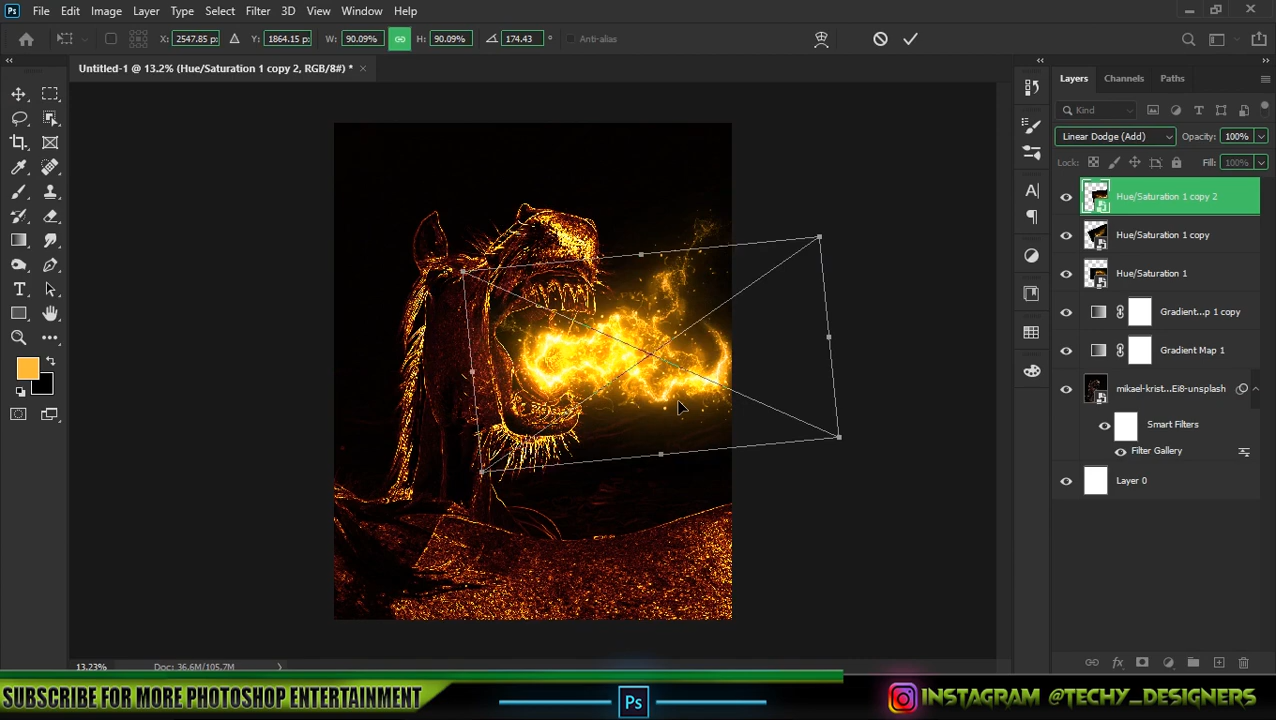 Ps File Edit Image Layer Type Select Filter 3D View Window Help
X: 2547.85 p: Y: 1864.15 p: W: 90.09% H: 90.09% 174.43 ° Anti-alias
Untitled-1 @ 13.2% (Hue/Saturation 1 copy 2, RGB/8#) * ×
Layers Channels Paths
Kind
Linear Dodge (Add) Opacity: 100%
Lock: Fill: 100%
Hue/Saturation 1 copy 2
Hue/Saturation 1 copy
Hue/Saturation 1
Gradient...p 1 copy
Gradient Map 1
mikael-krist...Ei8-unsplash
Smart Filters
Filter Gallery
Layer 0
13.23% Doc: 36.6M/105.7M
SUBSCRIBE FOR MORE PHOTOSHOP ENTERTAINMENT
Ps
INSTAGRAM @TECHY_DESIGNERS